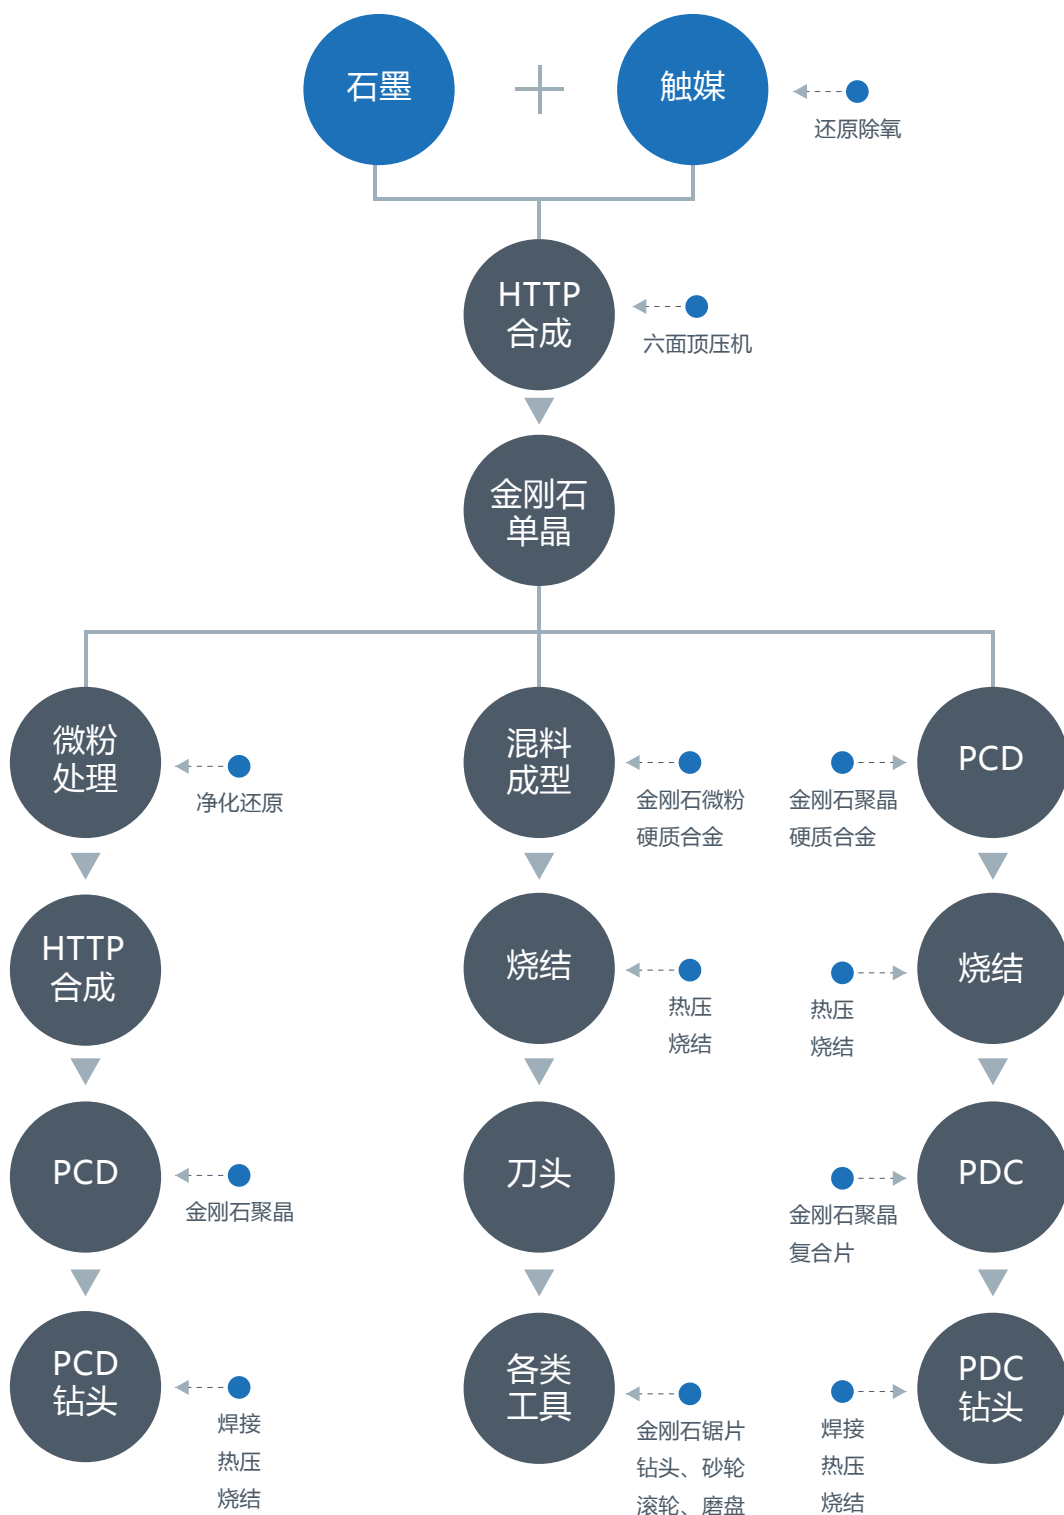 石墨
触媒
还原除氧
HTTP
合成
六面顶压机
金刚石
单晶
微粉
处理
净化还原
HTTP
合成
PCD
金刚石聚晶
PCD
钻头
焊接
热压
烧结
混料
成型
金刚石微粉
硬质合金
烧结
热压
烧结
刀头
各类
工具
金刚石锯片
钻头、砂轮
滚轮、磨盘
PCD
金刚石聚晶
硬质合金
烧结
热压
烧结
PDC
金刚石聚晶
复合片
PDC
钻头
焊接
热压
烧结